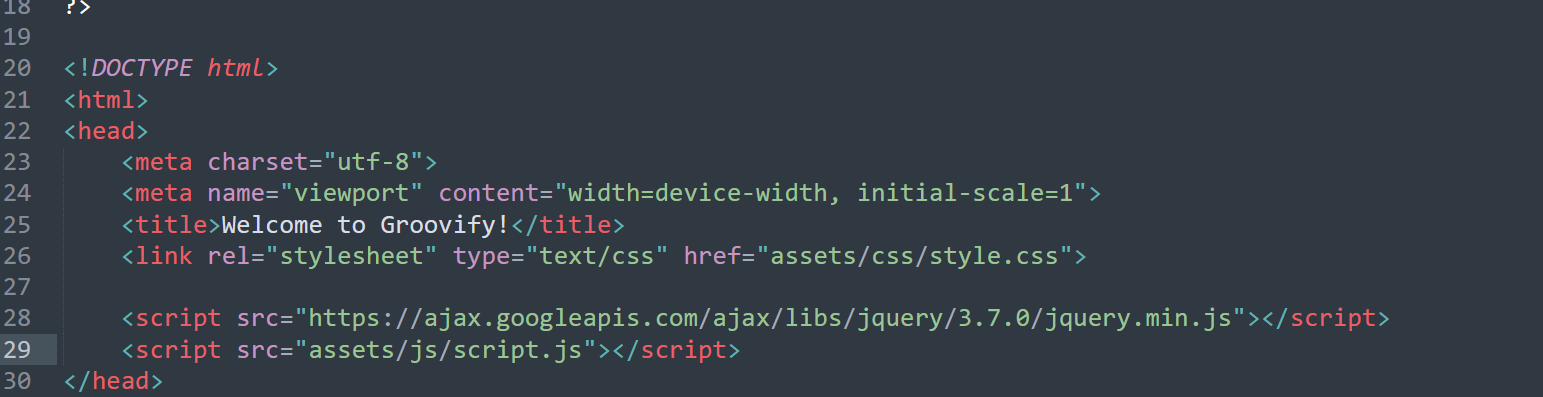 18 ?>
19
20 <!DOCTYPE html>
21 <html>
22 <head>
23     <meta charset="utf-8">
24     <meta name="viewport" content="width=device-width, initial-scale=1">
25     <title>Welcome to Groovify!</title>
26     <link rel="stylesheet" type="text/css" href="assets/css/style.css">
27
28     <script src="https://ajax.googleapis.com/ajax/libs/jquery/3.7.0/jquery.min.js"></script>
29     <script src="assets/js/script.js"></script>
30 </head>